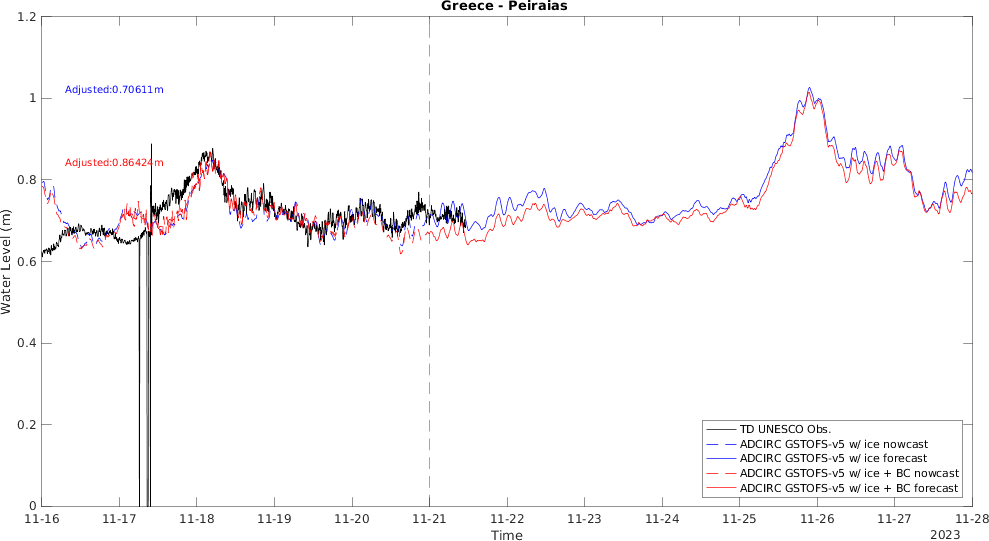 Greece - Peiraias
1.2
1
0.8
0.6
0.4
0.2
0
Water Level (m)
Adjusted:0.70611m
Adjusted:0.86424m
TD UNESCO Obs.
ADCIRC GSTOFS-v5 w/ ice nowcast
ADCIRC GSTOFS-v5 w/ ice forecast
ADCIRC GSTOFS-v5 w/ ice + BC nowcast
ADCIRC GSTOFS-v5 w/ ice + BC forecast
11-16 11-17 11-18 11-19 11-20 11-21 11-22 11-23 11-24 11-25 11-26 11-27 11-28
Time
2023